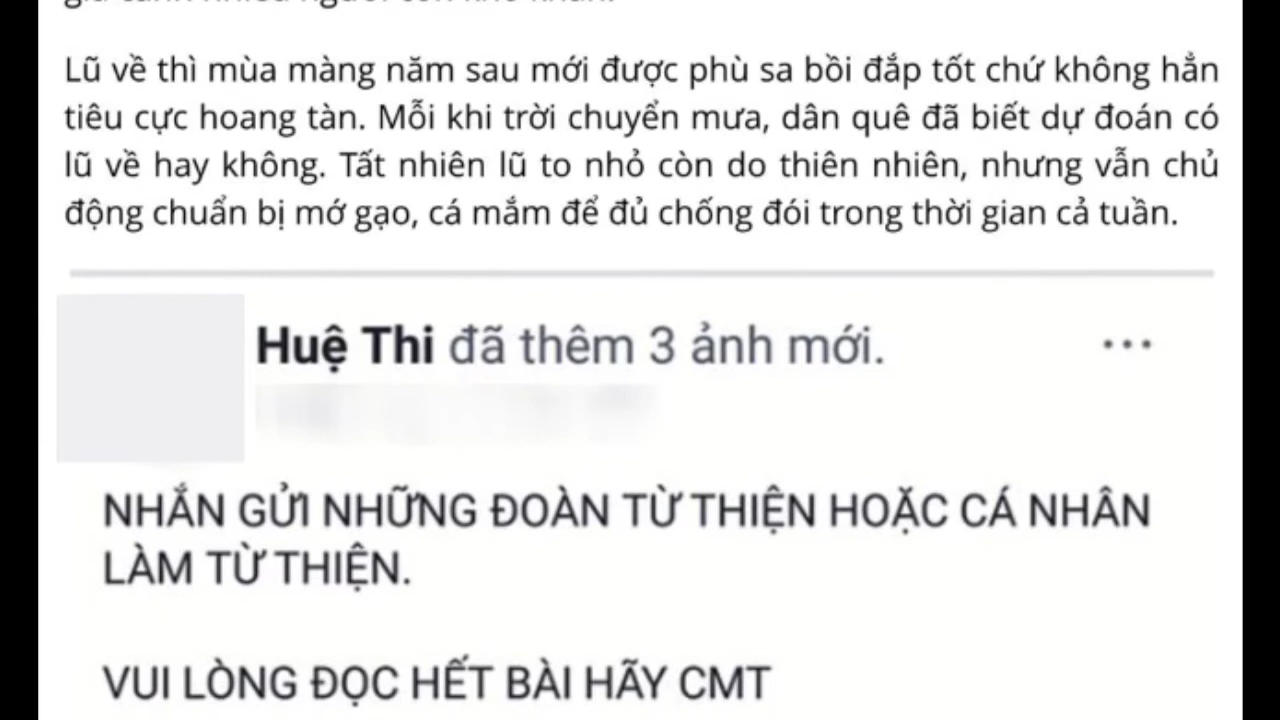 Lũ về thì mùa màng năm sau mới được phù sa bồi đắp tốt chứ không hẳn
tiêu cực hoang tàn. Mỗi khi trời chuyển mưa, dân quê đã biết dự đoán có
lũ về hay không. Tất nhiên lũ to nhỏ còn do thiên nhiên, nhưng vẫn chủ
động chuẩn bị mớ gạo, cá mắm để đủ chống đói trong thời gian cả tuần.
Huệ Thi đã thêm 3 ảnh mới.
NHẮN GỬI NHỮNG ĐOÀN TỪ THIỆN HOẶC CÁ NHÂN
LÀM TỪ THIỆN.
VUI LÒNG ĐỌC HẾT BÀI HÃY CMT